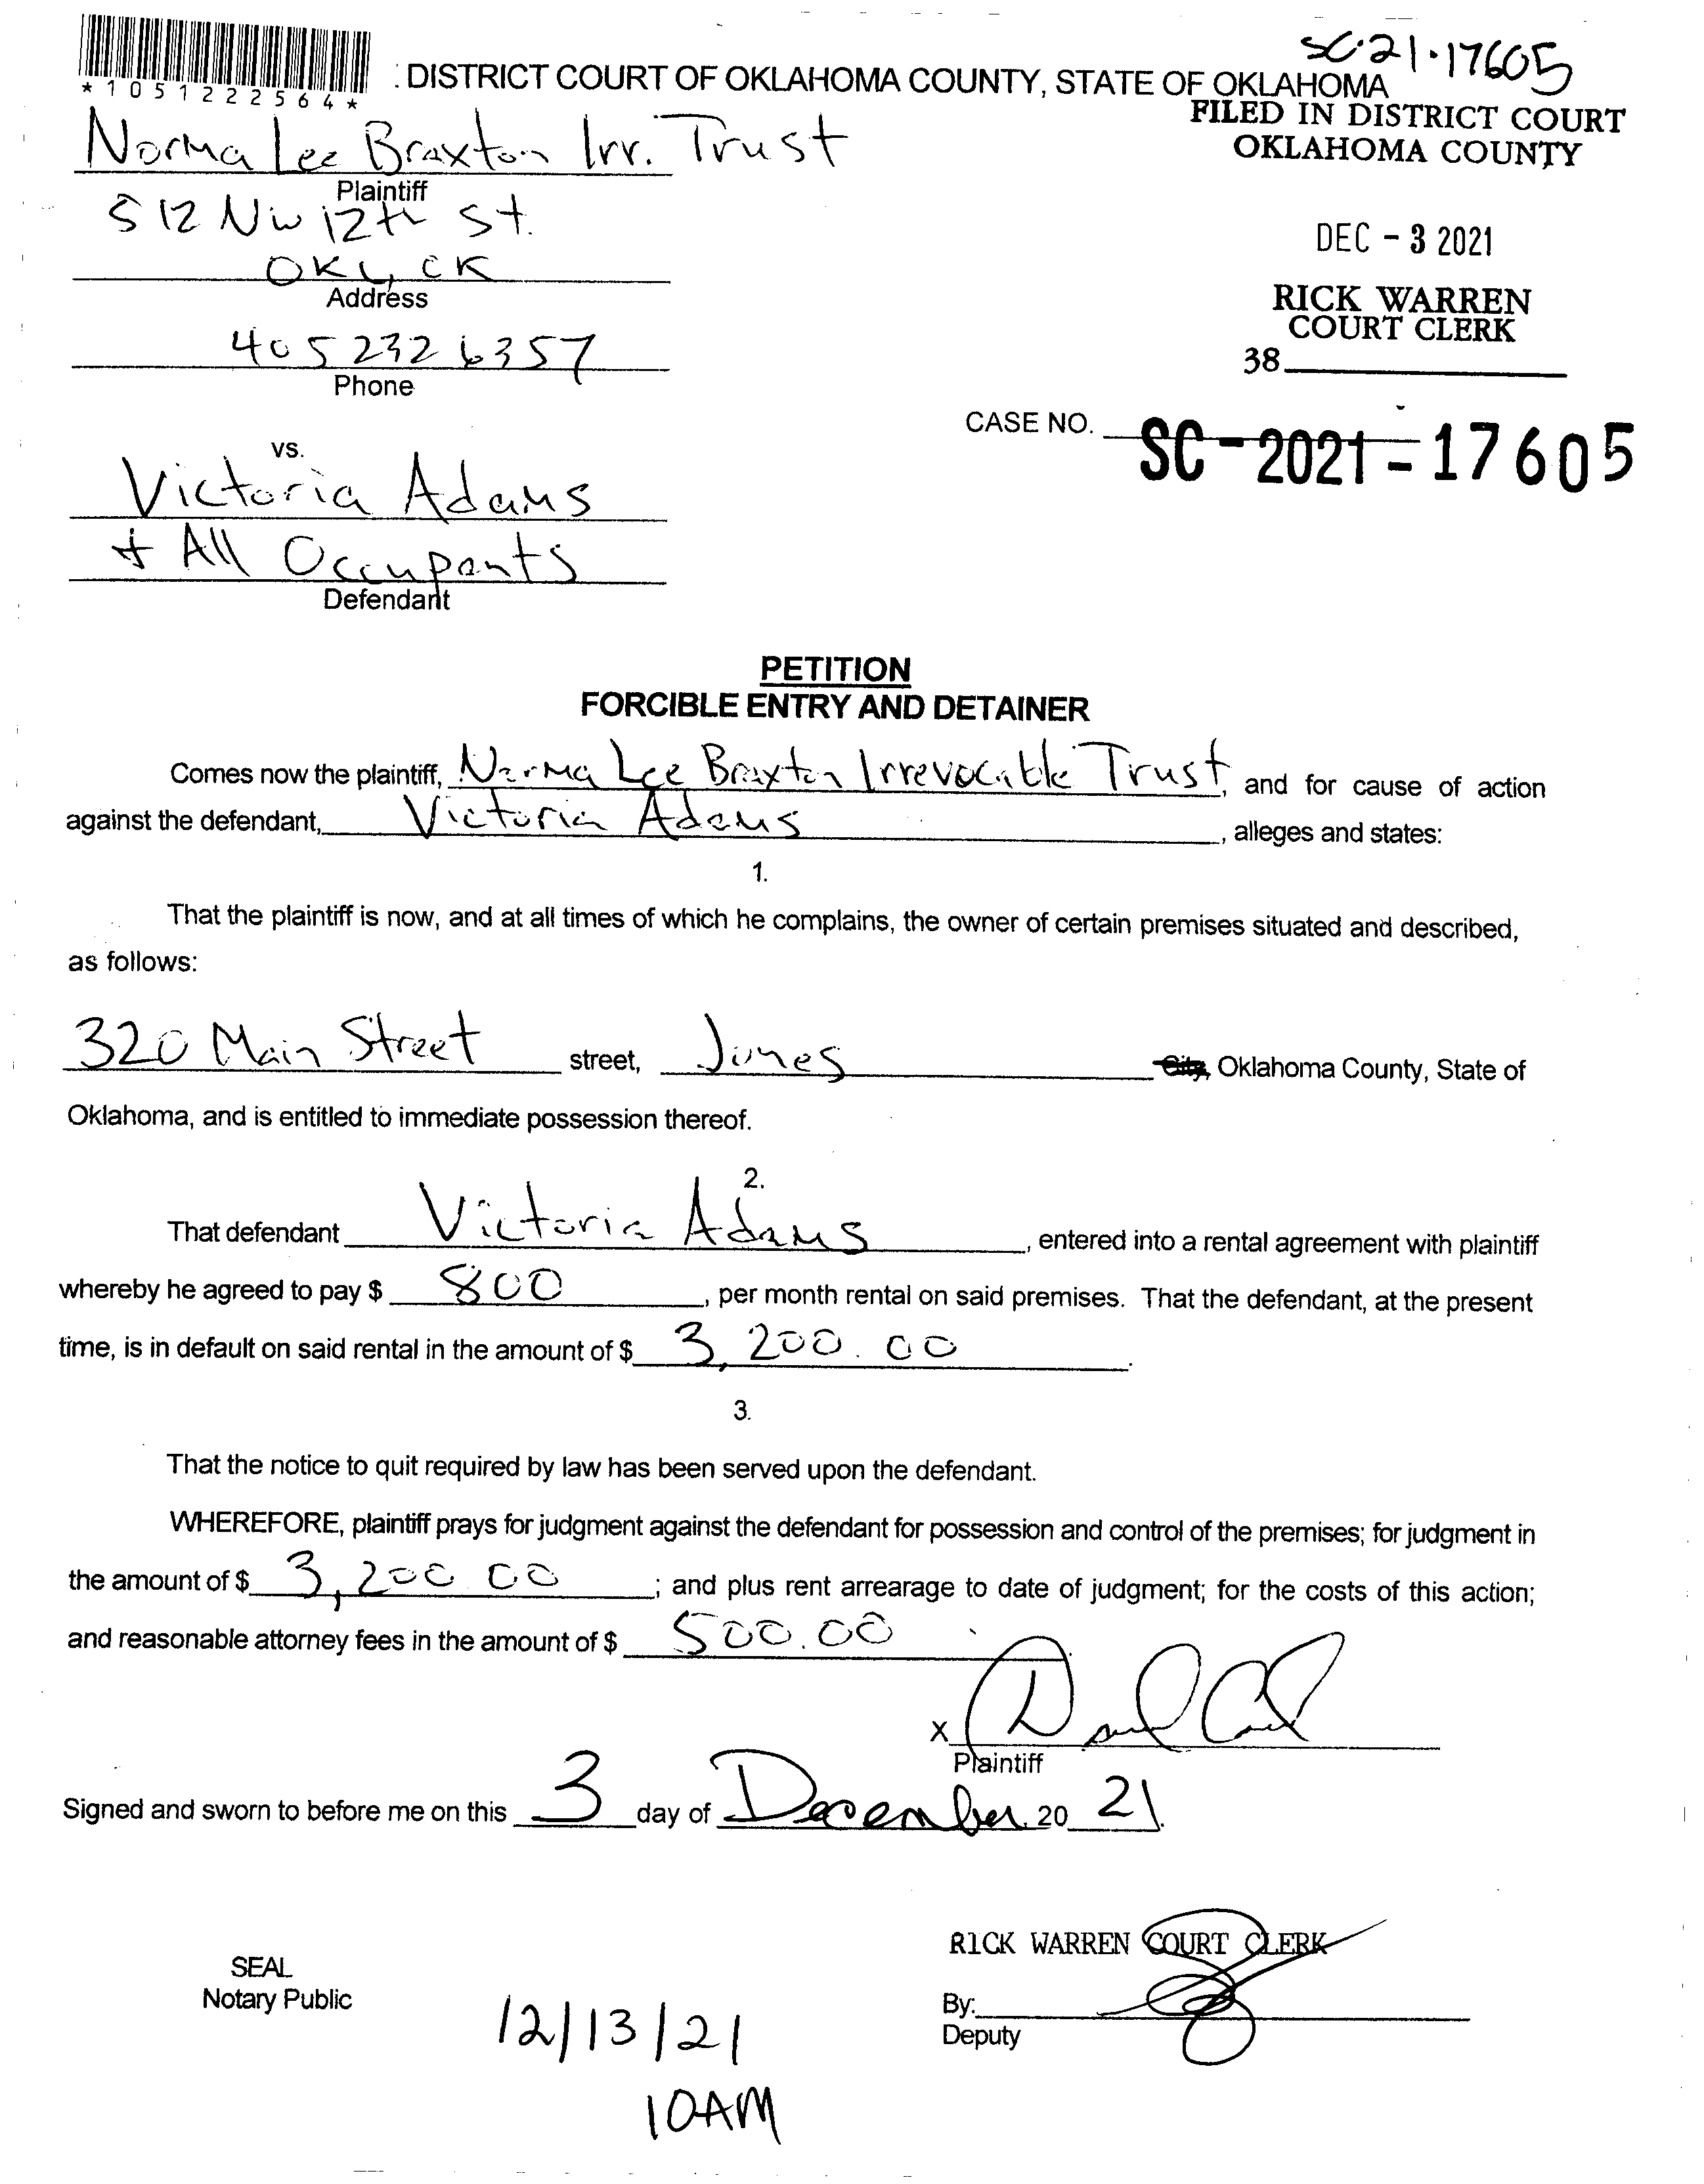 SC·21·17605
*1051222564*
: DISTRICT COURT OF OKLAHOMA COUNTY, STATE OF OKLAHOMA
FILED IN DISTRICT COURT
OKLAHOMA COUNTY
Norma Lee Braxton Irr. Trust
Plaintiff
512 NW 12th St.
DEC - 3 2021
OKC, OK
Address
RICK WARREN
COURT CLERK
405 232 6357
38
Phone
CASE NO. SC - 2021 - 17605
vs.
Victoria Adams
+ All Occupants
Defendant
PETITION
FORCIBLE ENTRY AND DETAINER
Comes now the plaintiff, Norma Lee Braxton Irrevocable Trust, and for cause of action
against the defendant, Victoria Adams, alleges and states:
1.
That the plaintiff is now, and at all times of which he complains, the owner of certain premises situated and described,
as follows:
320 Main Street street, Jones City, Oklahoma County, State of
Oklahoma, and is entitled to immediate possession thereof.
2.
That defendant Victoria Adams, entered into a rental agreement with plaintiff
whereby he agreed to pay $ 800, per month rental on said premises. That the defendant, at the present
time, is in default on said rental in the amount of $ 3,200.00.
3.
That the notice to quit required by law has been served upon the defendant.
WHEREFORE, plaintiff prays for judgment against the defendant for possession and control of the premises; for judgment in
the amount of $ 3,200 00; and plus rent arrearage to date of judgment; for the costs of this action;
and reasonable attorney fees in the amount of $ 500.00
X
Plaintiff
Signed and sworn to before me on this 3 day of December, 20 21.
RICK WARREN COURT CLERK
SEAL
Notary Public
By:
Deputy
12/13/21
10AM